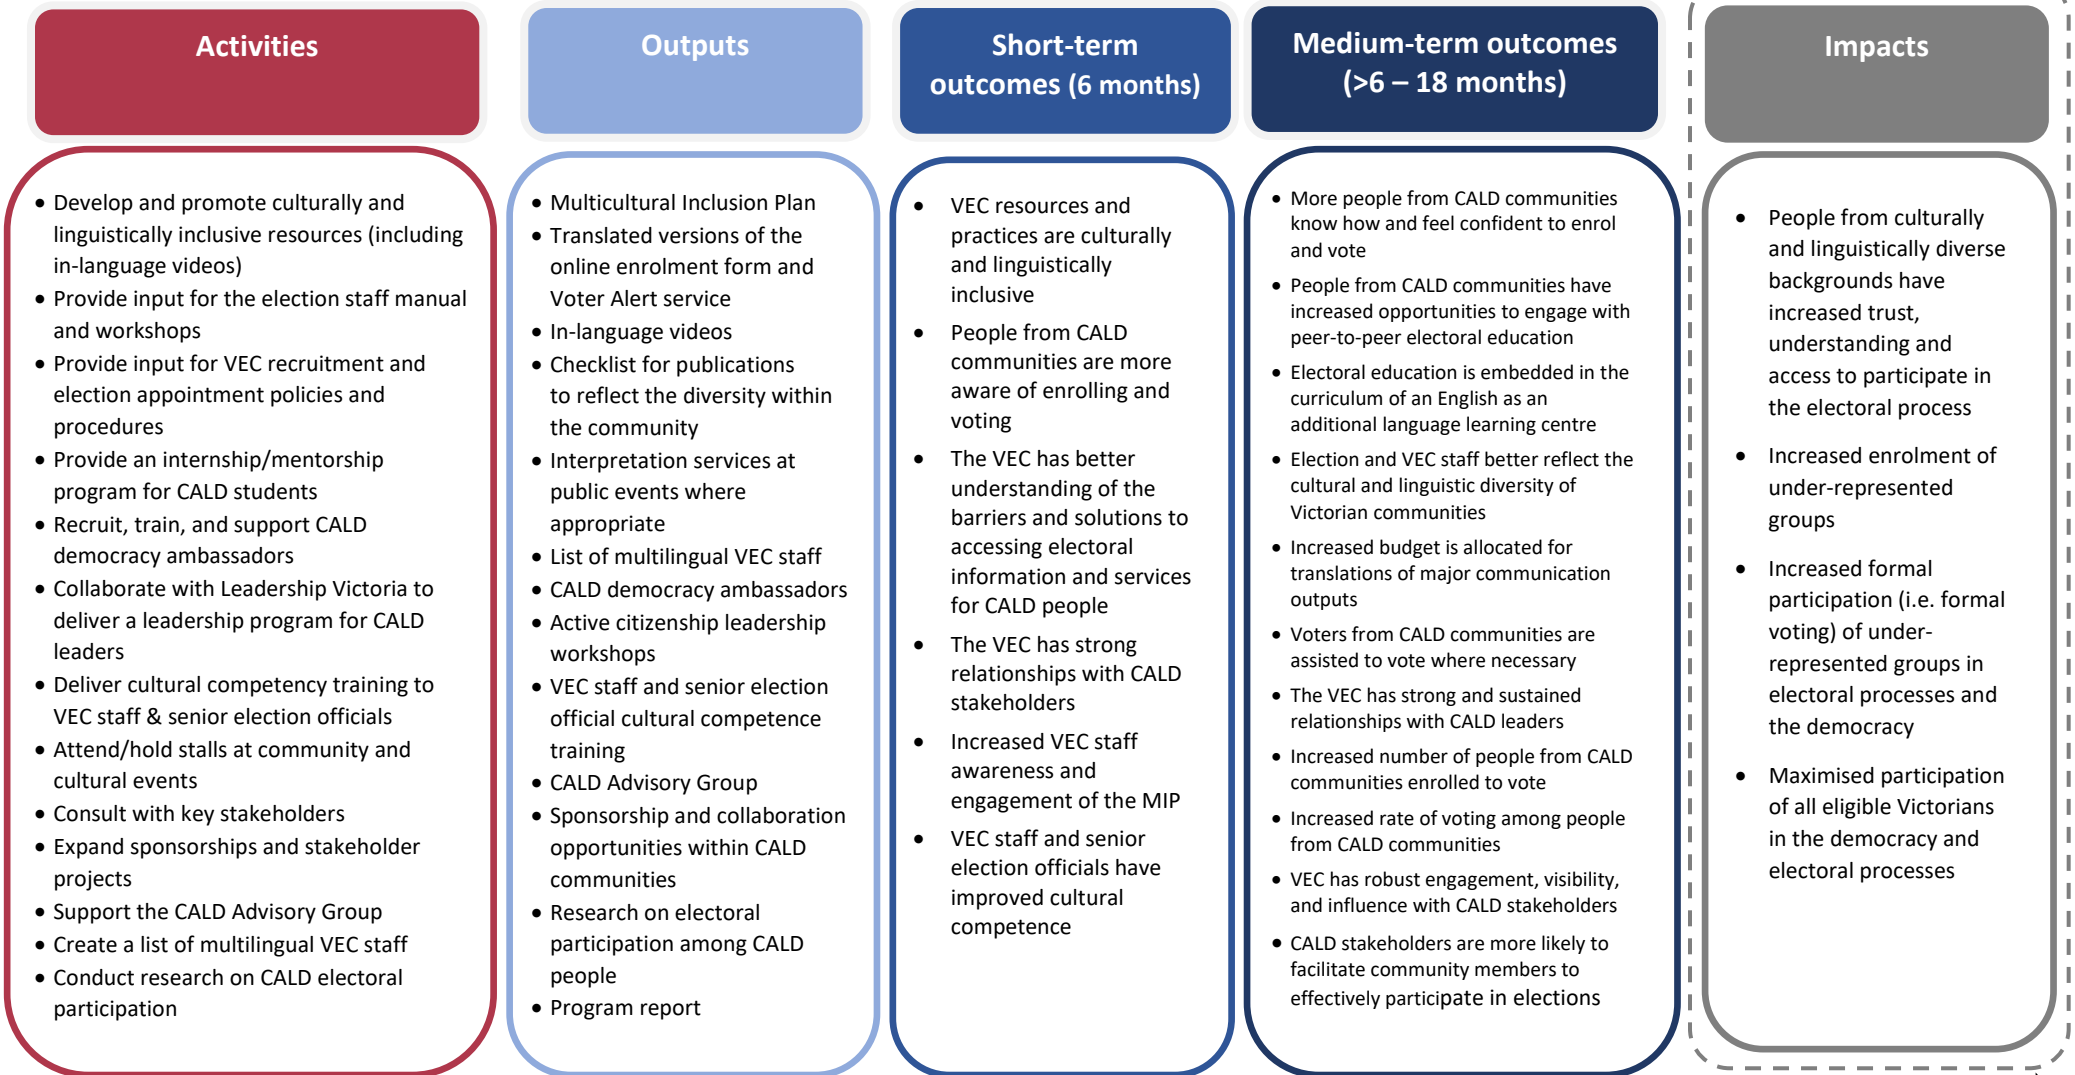 Activities
Develop and promote culturally and
linguistically inclusive resources (including
in-language videos)
Provide input for the election staff manual
and workshops
Provide input for VEC recruitment and
election appointment policies and
procedures
Provide an internship/mentorship
program for CALD students
Recruit, train, and support CALD
democracy ambassadors
Collaborate with Leadership Victoria to
deliver a leadership program for CALD
leaders
Deliver cultural competency training to
VEC staff & senior election officials
Attend/hold stalls at community and
cultural events
Consult with key stakeholders
Expand sponsorships and stakeholder
projects
Support the CALD Advisory Group
Create a list of multilingual VEC staff
Conduct research on CALD electoral
participation
Outputs
Multicultural Inclusion Plan
Translated versions of the
online enrolment form and
Voter Alert service
In-language videos
Checklist for publications
to reflect the diversity within
the community
Interpretation services at
public events where
appropriate
List of multilingual VEC staff
CALD democracy ambassadors
Active citizenship leadership
workshops
VEC staff and senior election
official cultural competence
training
CALD Advisory Group
Sponsorship and collaboration
opportunities within CALD
communities
Research on electoral
participation among CALD
people
Program report
Short-term
outcomes (6 months)
VEC resources and
practices are culturally
and linguistically
inclusive
People from CALD
communities are more
aware of enrolling and
voting
The VEC has better
understanding of the
barriers and solutions to
accessing electoral
information and services
for CALD people
The VEC has strong
relationships with CALD
stakeholders
Increased VEC staff
awareness and
engagement of the MIP
VEC staff and senior
election officials have
improved cultural
competence
Medium-term outcomes
(>6 – 18 months)
More people from CALD communities
know how and feel confident to enrol
and vote
People from CALD communities have
increased opportunities to engage with
peer-to-peer electoral education
Electoral education is embedded in the
curriculum of an English as an
additional language learning centre
Election and VEC staff better reflect the
cultural and linguistic diversity of
Victorian communities
Increased budget is allocated for
translations of major communication
outputs
Voters from CALD communities are
assisted to vote where necessary
The VEC has strong and sustained
relationships with CALD leaders
Increased number of people from CALD
communities enrolled to vote
Increased rate of voting among people
from CALD communities
VEC has robust engagement, visibility,
and influence with CALD stakeholders
CALD stakeholders are more likely to
facilitate community members to
effectively participate in elections
Impacts
People from culturally
and linguistically diverse
backgrounds have
increased trust,
understanding and
access to participate in
the electoral process
Increased enrolment of
under-represented
groups
Increased formal
participation (i.e. formal
voting) of under-
represented groups in
electoral processes and
the democracy
Maximised participation
of all eligible Victorians
in the democracy and
electoral processes